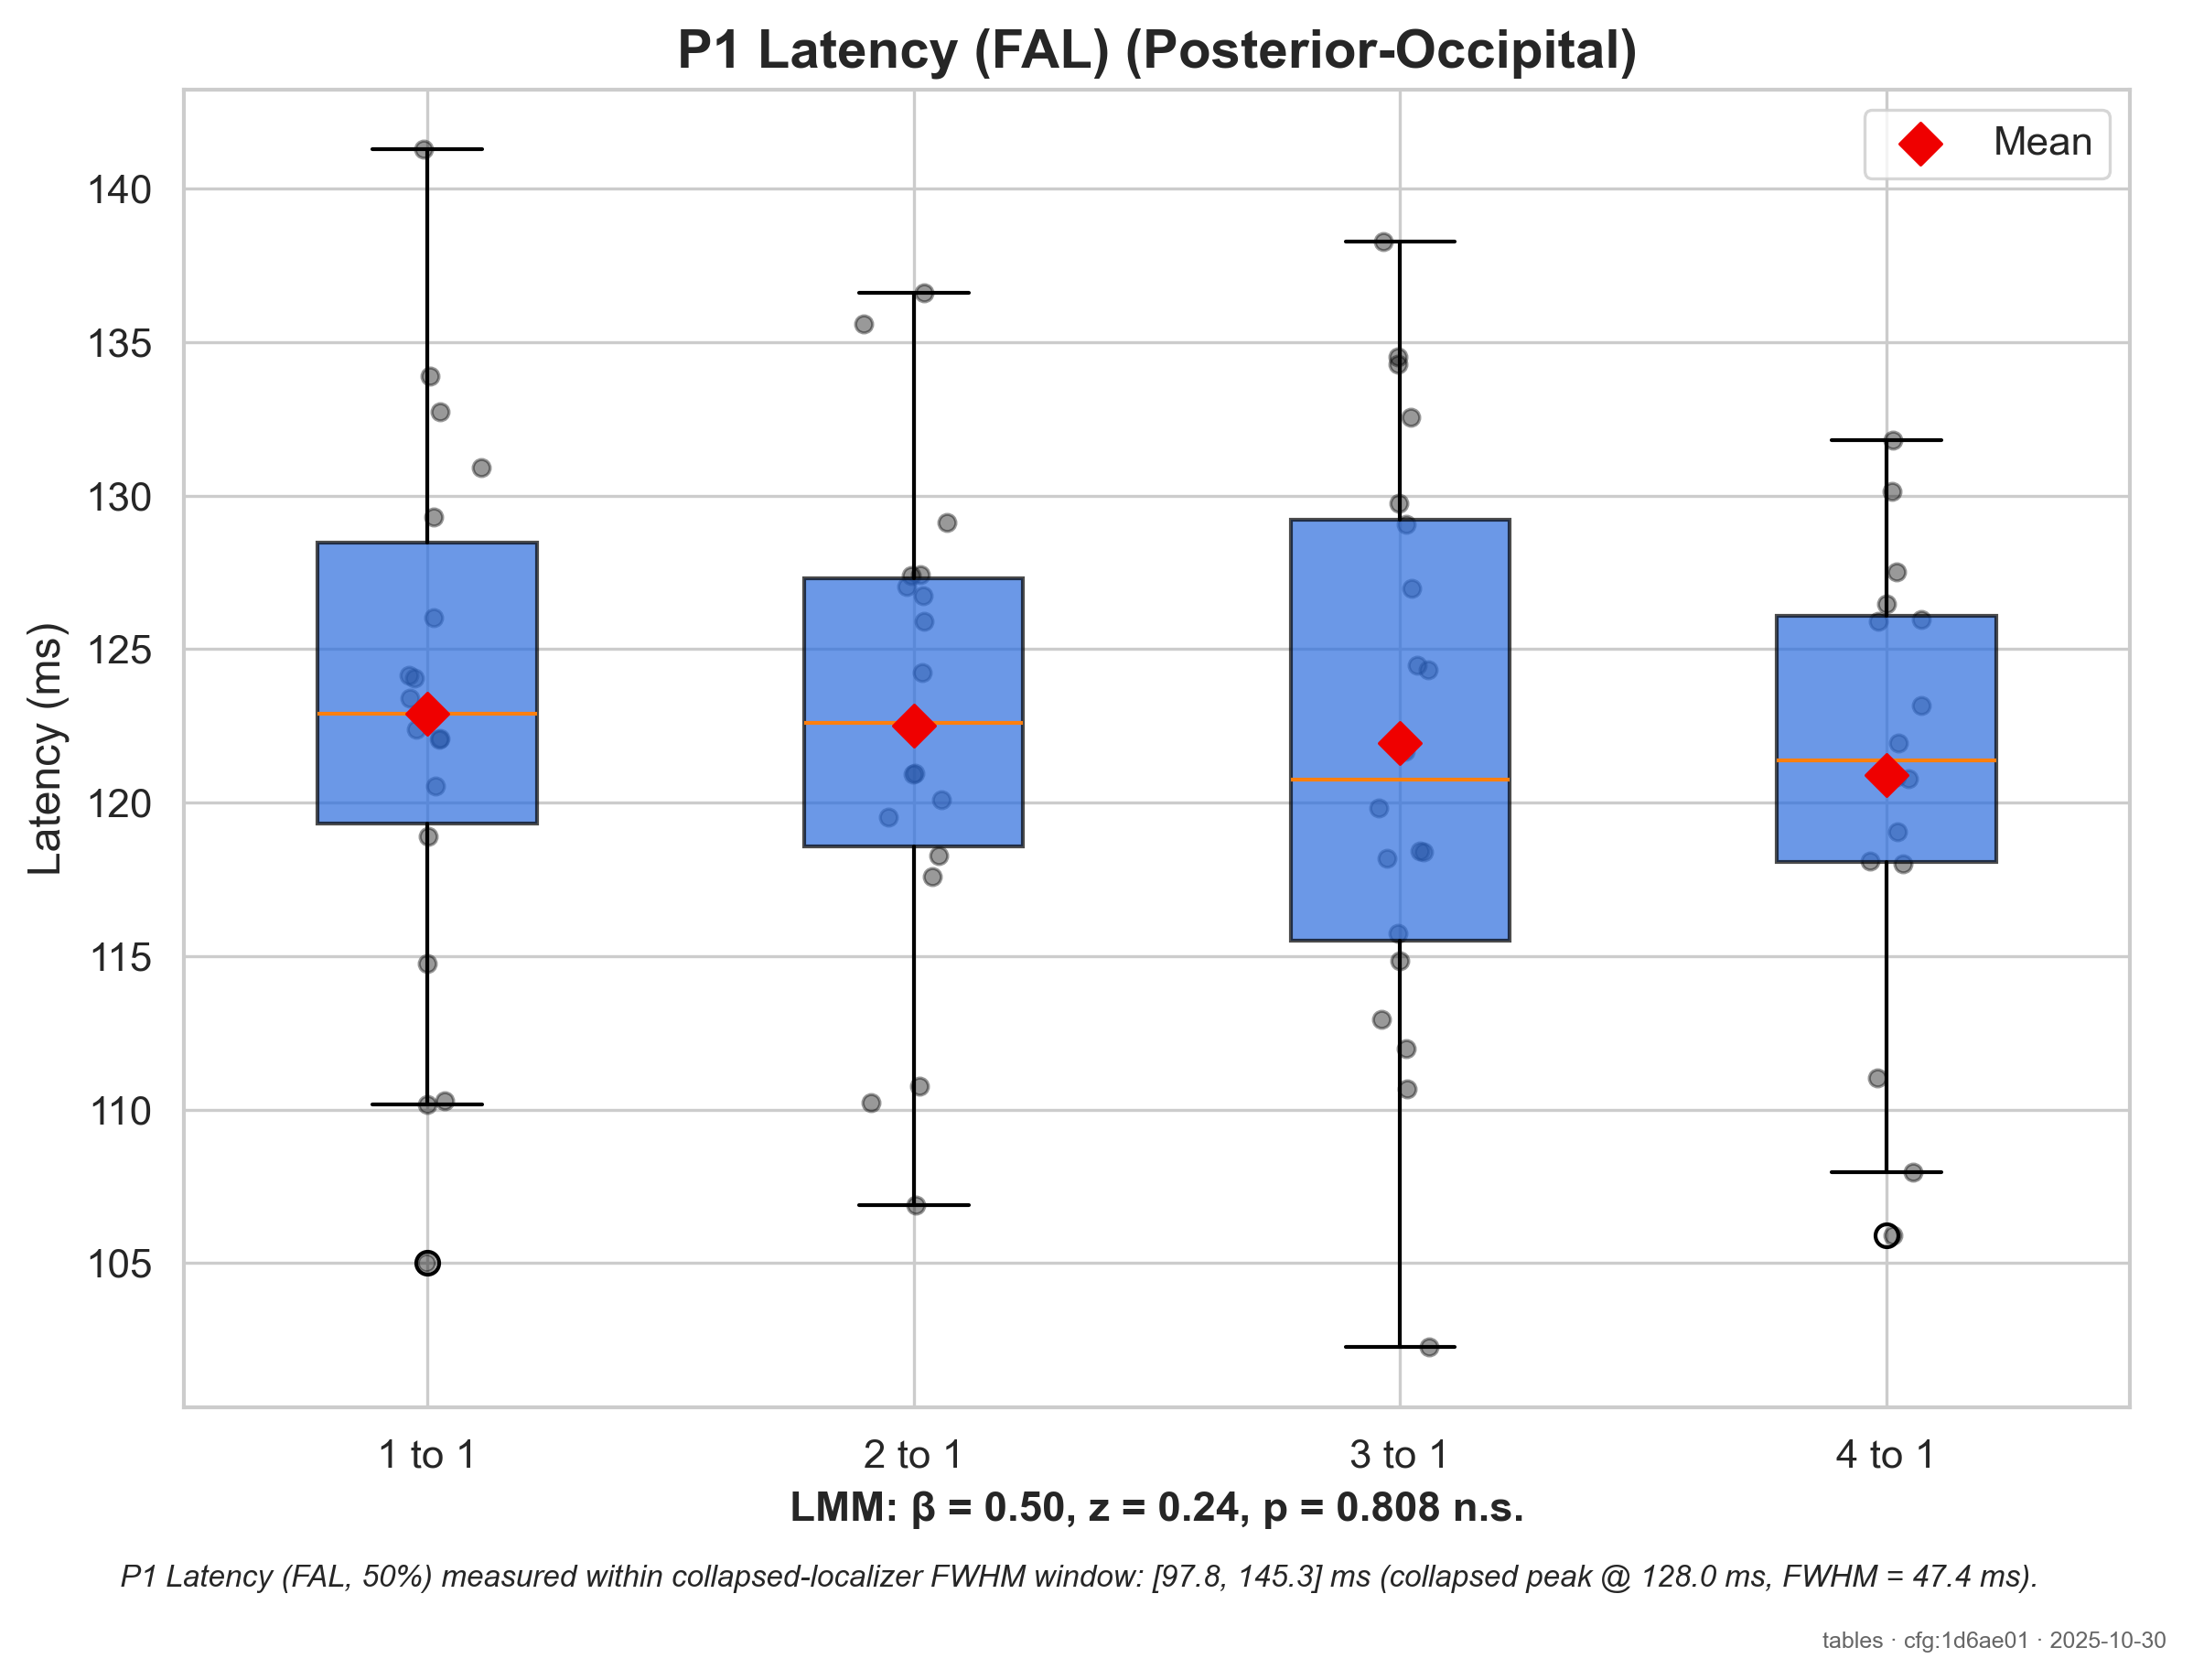 P1 Latency (FAL) (Posterior-Occipital)
Mean
140
135
130
125
120
115
110
105
Latency (ms)
1 to 1
2 to 1
3 to 1
4 to 1
LMM: β = 0.50, z = 0.24, p = 0.808 n.s.
P1 Latency (FAL, 50%) measured within collapsed-localizer FWHM window: [97.8, 145.3] ms (collapsed peak @ 128.0 ms, FWHM = 47.4 ms).
tables · cfg:1d6ae01 · 2025-10-30